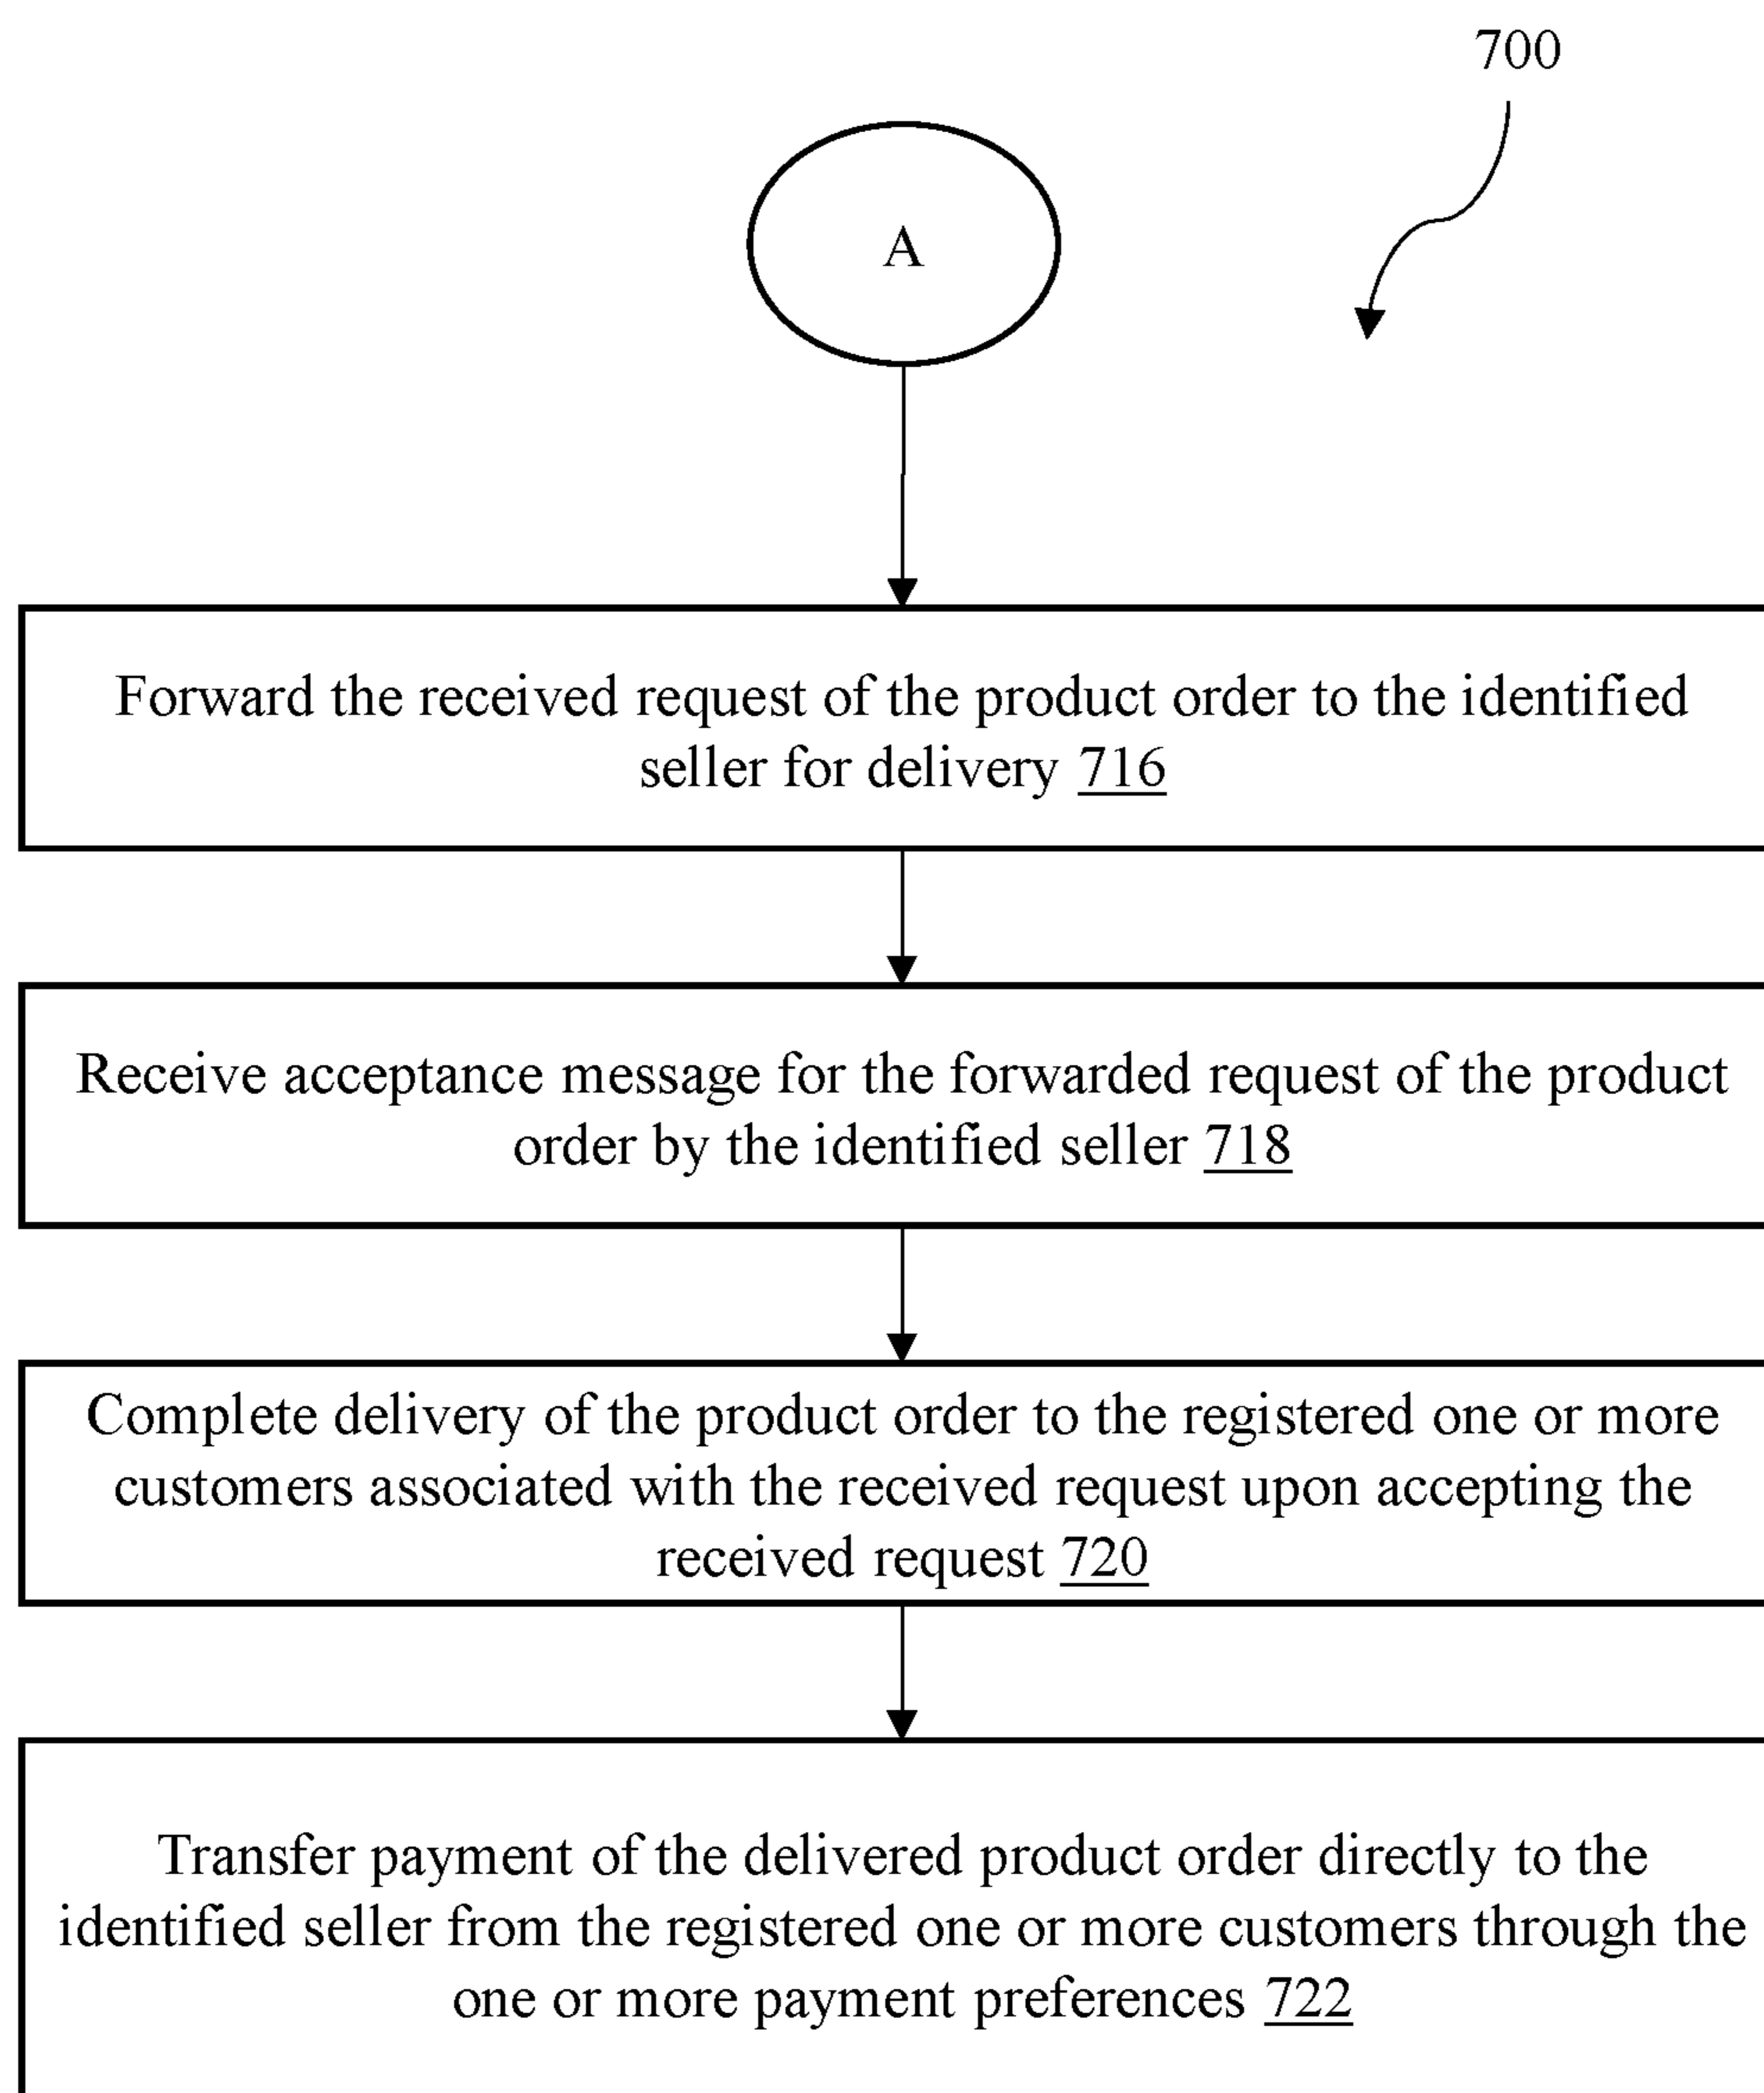 700
A
Forward the received request of the product order to the identified
seller for delivery 716
Receive acceptance message for the forwarded request of the product
order by the identified seller 718
Complete delivery of the product order to the registered one or more
customers associated with the received request upon accepting the
received request 720
Transfer payment of the delivered product order directly to the
identified seller from the registered one or more customers through the
one or more payment preferences 722